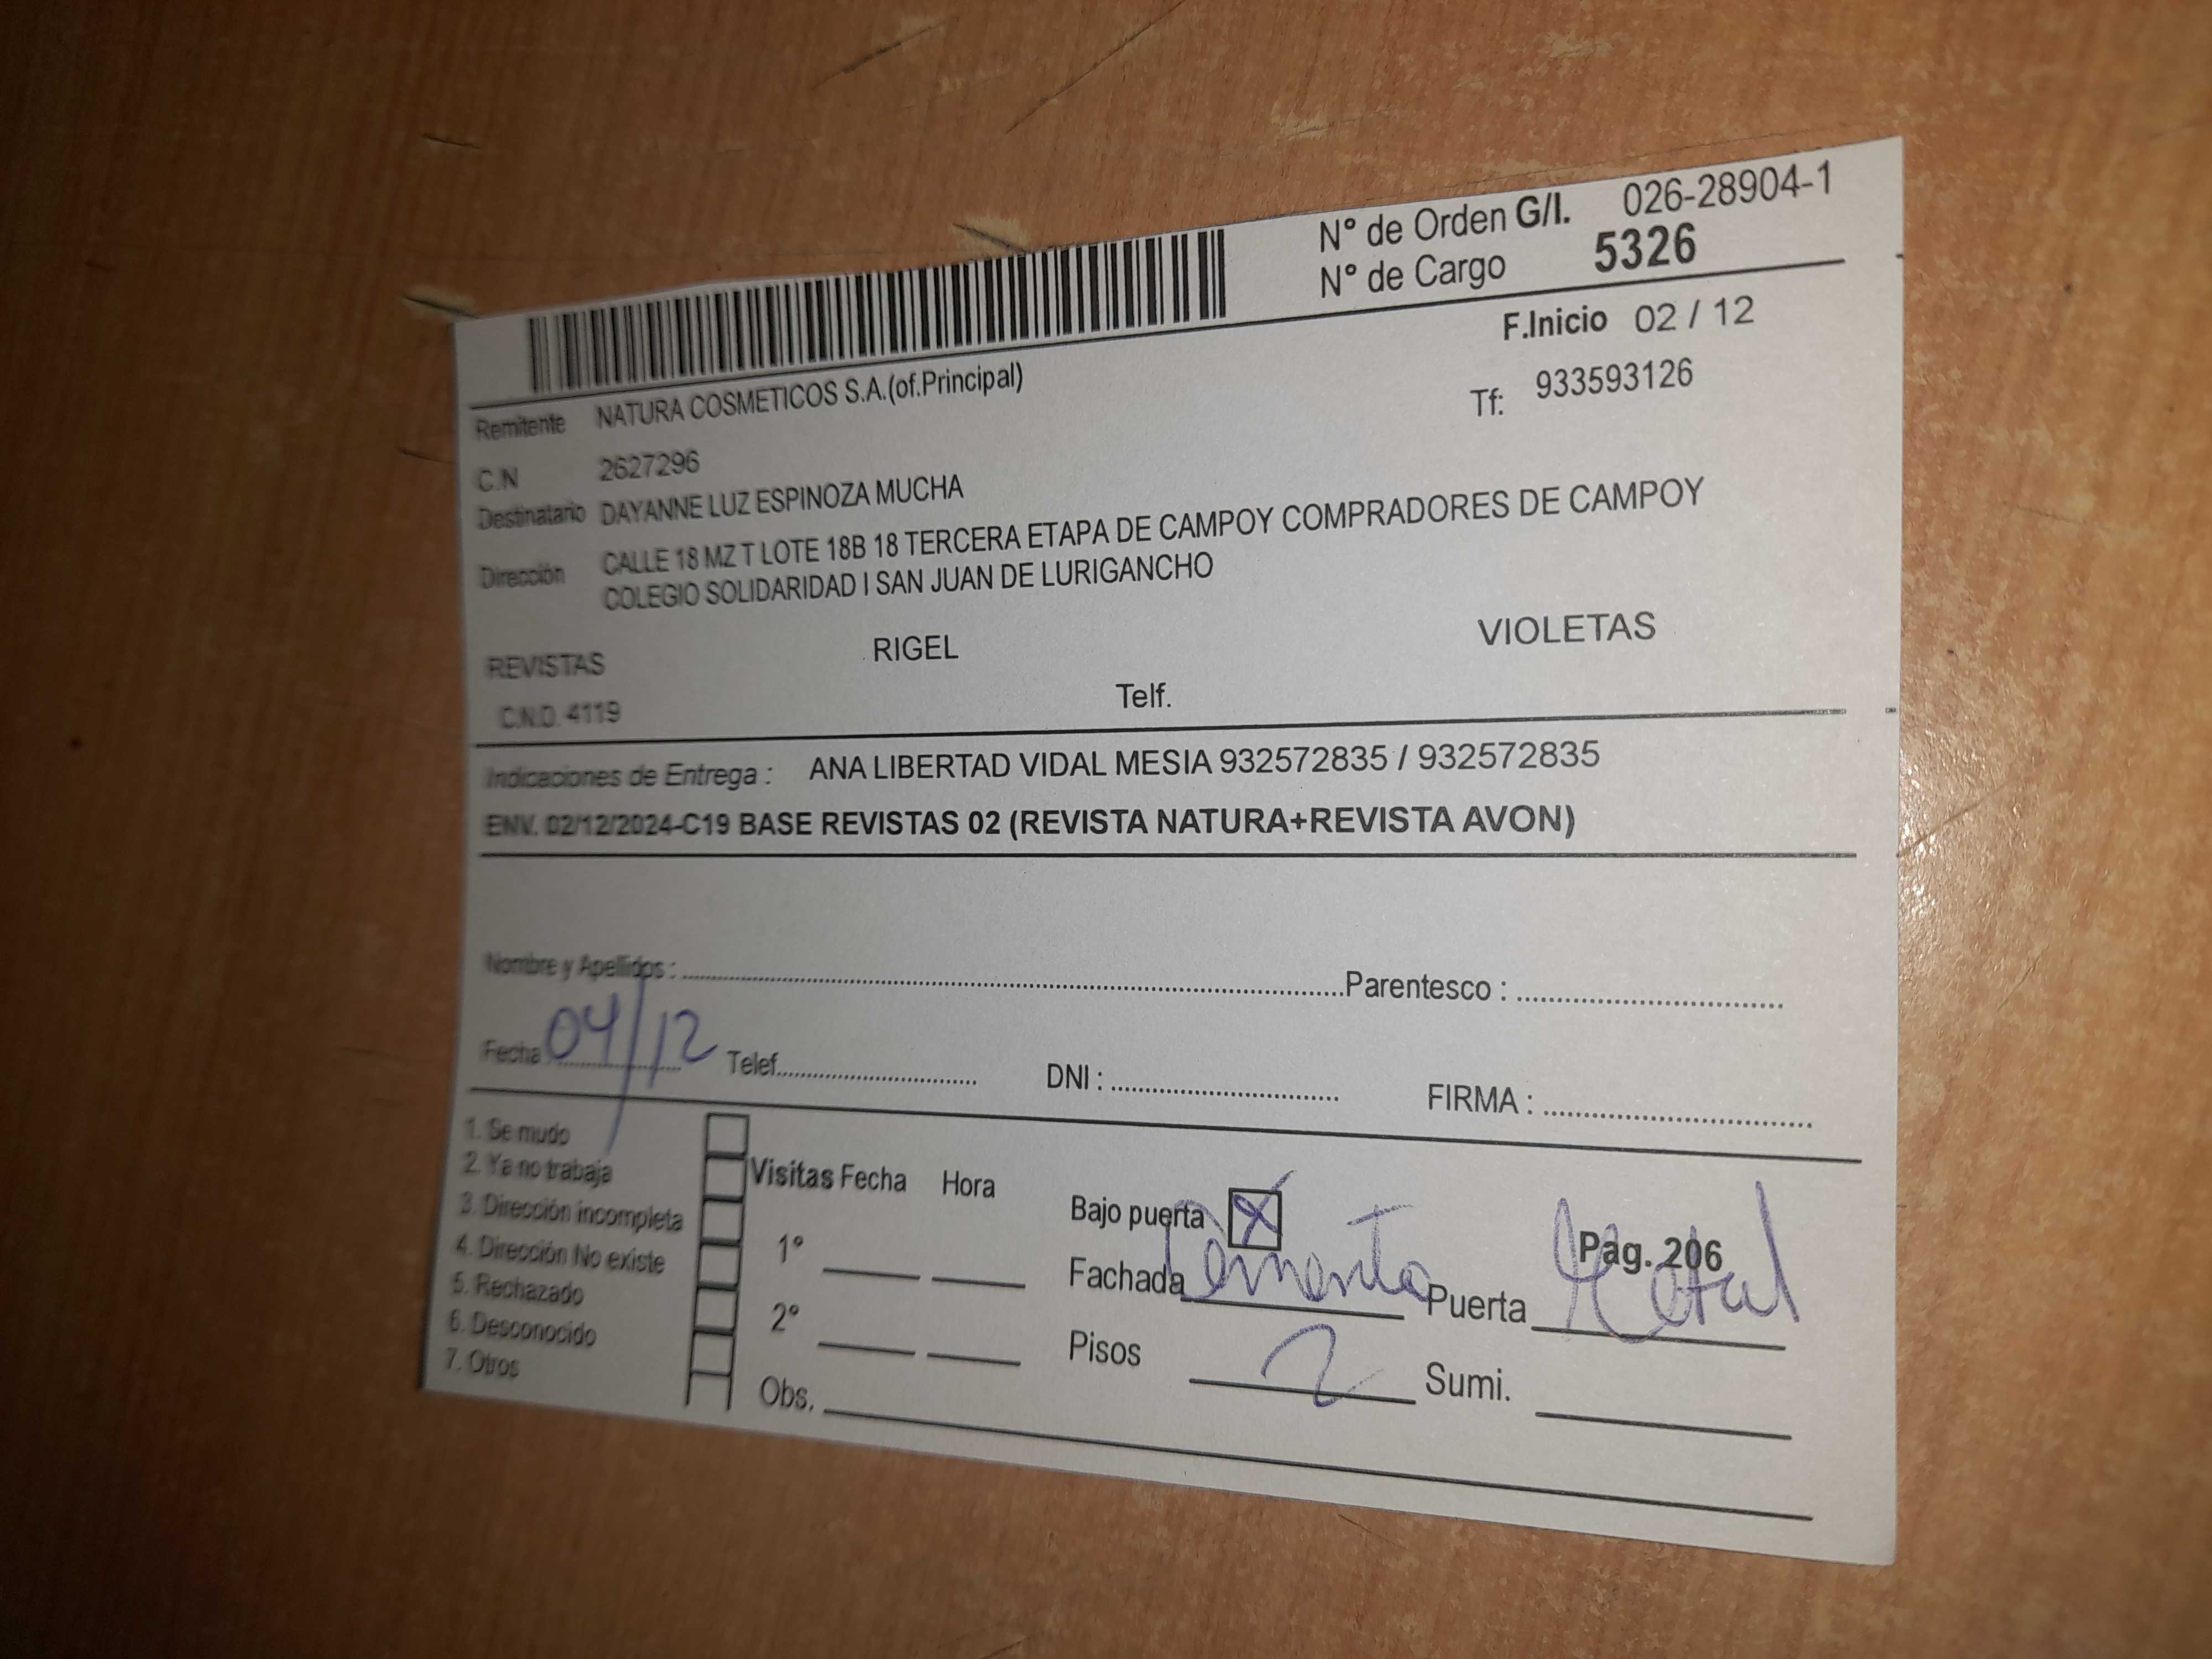 N° de Orden G/I. 026-28904-1
N° de Cargo 5326
F.Inicio 02 / 12
Remitente NATURA COSMETICOS S.A.(of.Principal)
Tf: 933593126
C.N 2627296
Destinatario DAYANNE LUZ ESPINOZA MUCHA
Dirección CALLE 18 MZ T LOTE 18B 18 TERCERA ETAPA DE CAMPOY COMPRADORES DE CAMPOY
COLEGIO SOLIDARIDAD I SAN JUAN DE LURIGANCHO
REVISTAS RIGEL VIOLETAS
C.N.D. 4119 Telf.
Indicaciones de Entrega : ANA LIBERTAD VIDAL MESIA 932572835 / 932572835
ENV. 02/12/2024-C19 BASE REVISTAS 02 (REVISTA NATURA+REVISTA AVON)
Nombre y Apellidos : Parentesco :
Fecha 04/12 Telef. DNI : FIRMA :
1. Se mudo
2. Ya no trabaja
3. Dirección incompleta
4. Dirección No existe
5. Rechazado
6. Desconocido
7. Otros
Visitas Fecha Hora
1°
2°
Obs.
Bajo puerta X
Pág. 206
Fachada Cemento Puerta Metal
Pisos 2 Sumi.